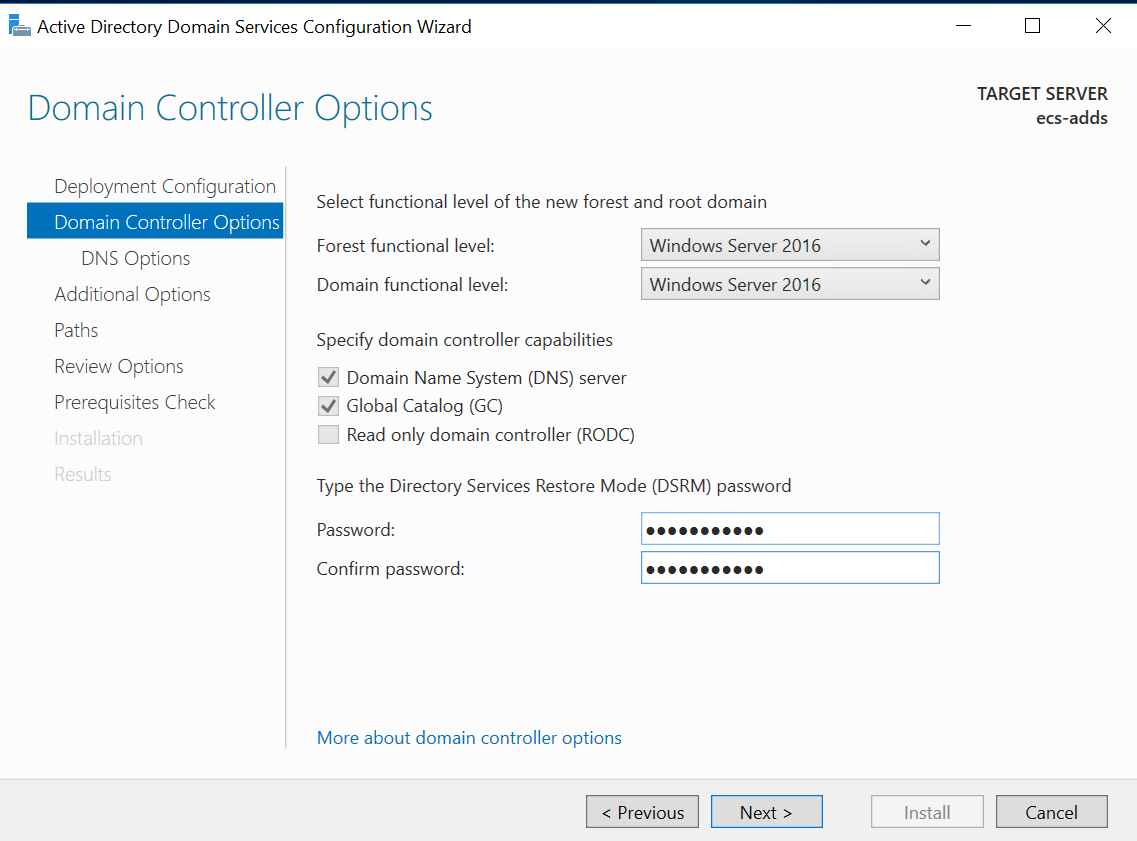 Active Directory Domain Services Configuration Wizard
Domain Controller Options
TARGET SERVER
ecs-adds
Deployment Configuration
Domain Controller Options
DNS Options
Additional Options
Paths
Review Options
Prerequisites Check
Installation
Results
Select functional level of the new forest and root domain
Forest functional level: Windows Server 2016
Domain functional level: Windows Server 2016
Specify domain controller capabilities
Domain Name System (DNS) server
Global Catalog (GC)
Read only domain controller (RODC)
Type the Directory Services Restore Mode (DSRM) password
Password: ●●●●●●●●●●●
Confirm password: ●●●●●●●●●●●
More about domain controller options
< Previous Next > Install Cancel